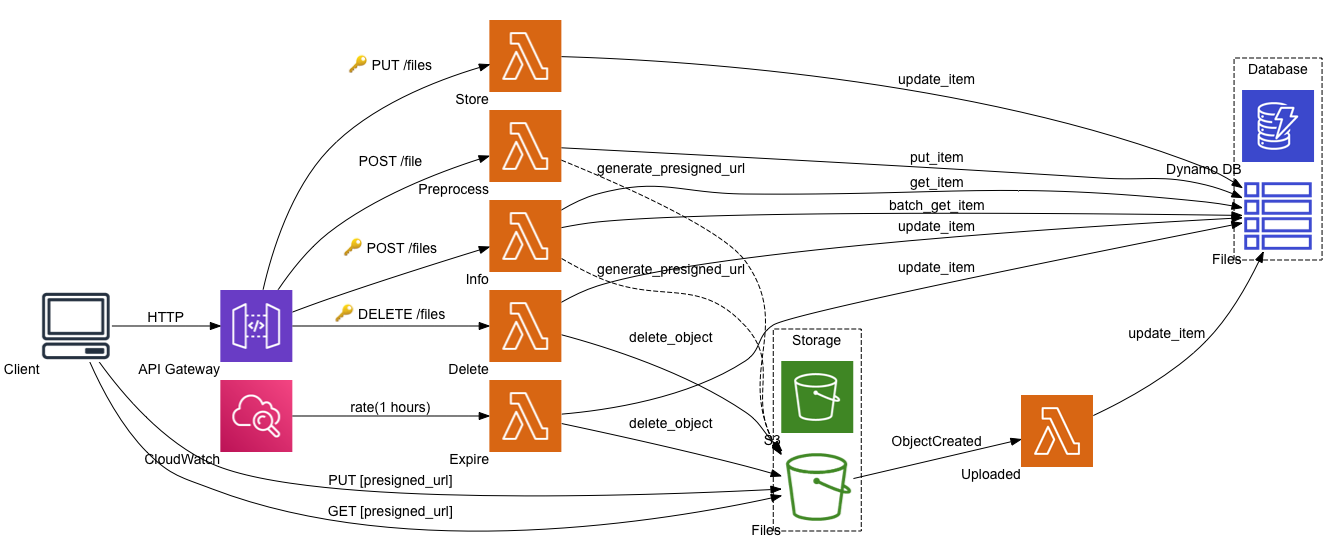 🔑 PUT /files
Store
update_item
Database
Dynamo DB
Files
POST /file
Preprocess
put_item
generate_presigned_url
get_item
batch_get_item
🔑 POST /files
Info
update_item
generate_presigned_url
update_item
HTTP
Client
API Gateway
🔑 DELETE /files
Delete
delete_object
Storage
S3
Files
update_item
CloudWatch
rate(1 hours)
Expire
delete_object
ObjectCreated
Uploaded
PUT [presigned_url]
GET [presigned_url]